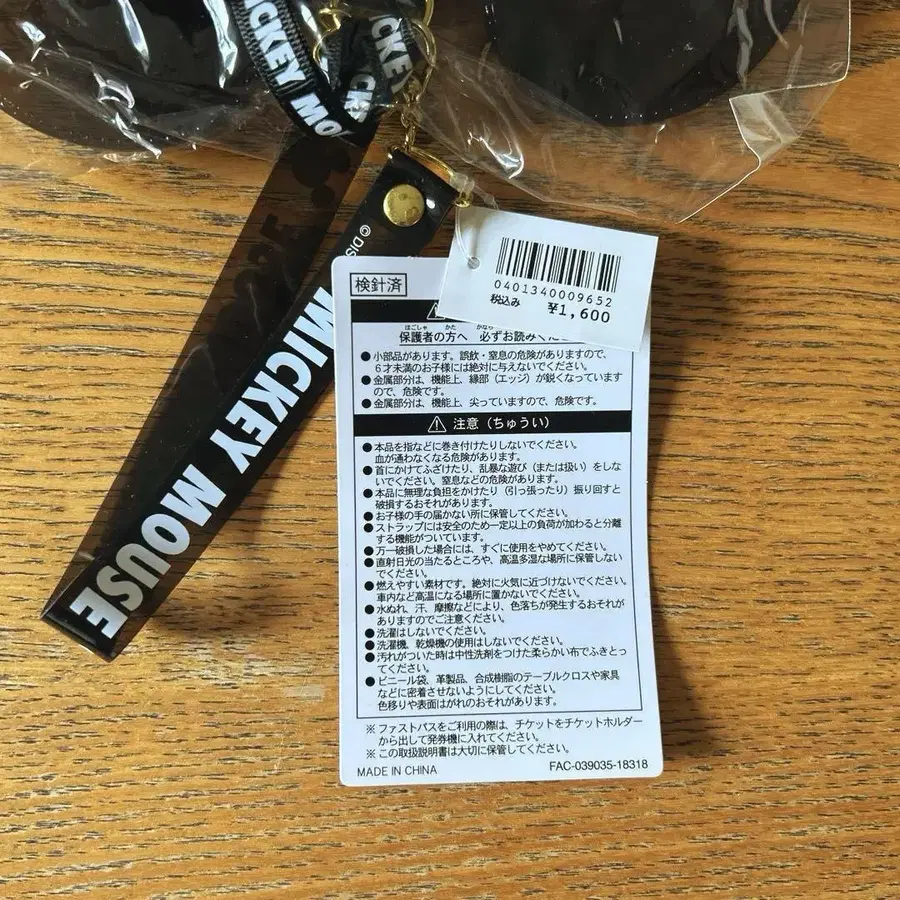 ICKEY MO
CKEY
MICK
© DIS
MICKEY MOUSE
0401340009652
税込み ¥1,600
検針済
ほごしゃ かた かなら
保護者の方へ 必ずお読みくだ
●小部品があります。誤飲・窒息の危険がありますので、
6才未満のお子様には絶対に与えないでください。
●金属部分は、機能上、縁部（エッジ）が鋭くなっています
ので、危険です。
●金属部分は、機能上、尖っていますので、危険です。
注意（ちゅうい）
●本品を指などに巻き付けたりしないでください。
血が通わなくなる危険があります。
●首にかけてふざけたり、乱暴な遊び（または扱い）をしな
いでください。窒息などの危険があります。
●本品に無理な負担をかけたり（引っ張ったり）振り回すと
破損するおそれがあります。
●お子様の手の届かない所に保管してください。
●ストラップには安全のため一定以上の負荷が加わると分離
する機能がついています。
●万一破損した場合には、すぐに使用をやめてください。
●直射日光の当たるところや、高温多湿な場所に保管しない
でください。
●燃えやすい素材です。絶対に火気に近づけないでください。
車内など高温になる場所に置かないでください。
●水ぬれ、汗、摩擦などにより、色落ちが発生するおそれが
ありますのでご注意ください。
●洗濯はしないでください。
●洗濯機、乾燥機の使用はしないでください。
●汚れがついた時は中性洗剤をつけた柔らかい布でふきとっ
てください。
●ビニール袋、革製品、合成樹脂のテーブルクロスや家具
などに密着させないようにしてください。
色移りや表面はがれのおそれがあります。
※ファストパスをご利用の際は、チケットをチケットホルダー
から出して発券機に入れてください。
※この取扱説明書は大切に保管してください。
MADE IN CHINA
FAC-039035-18318